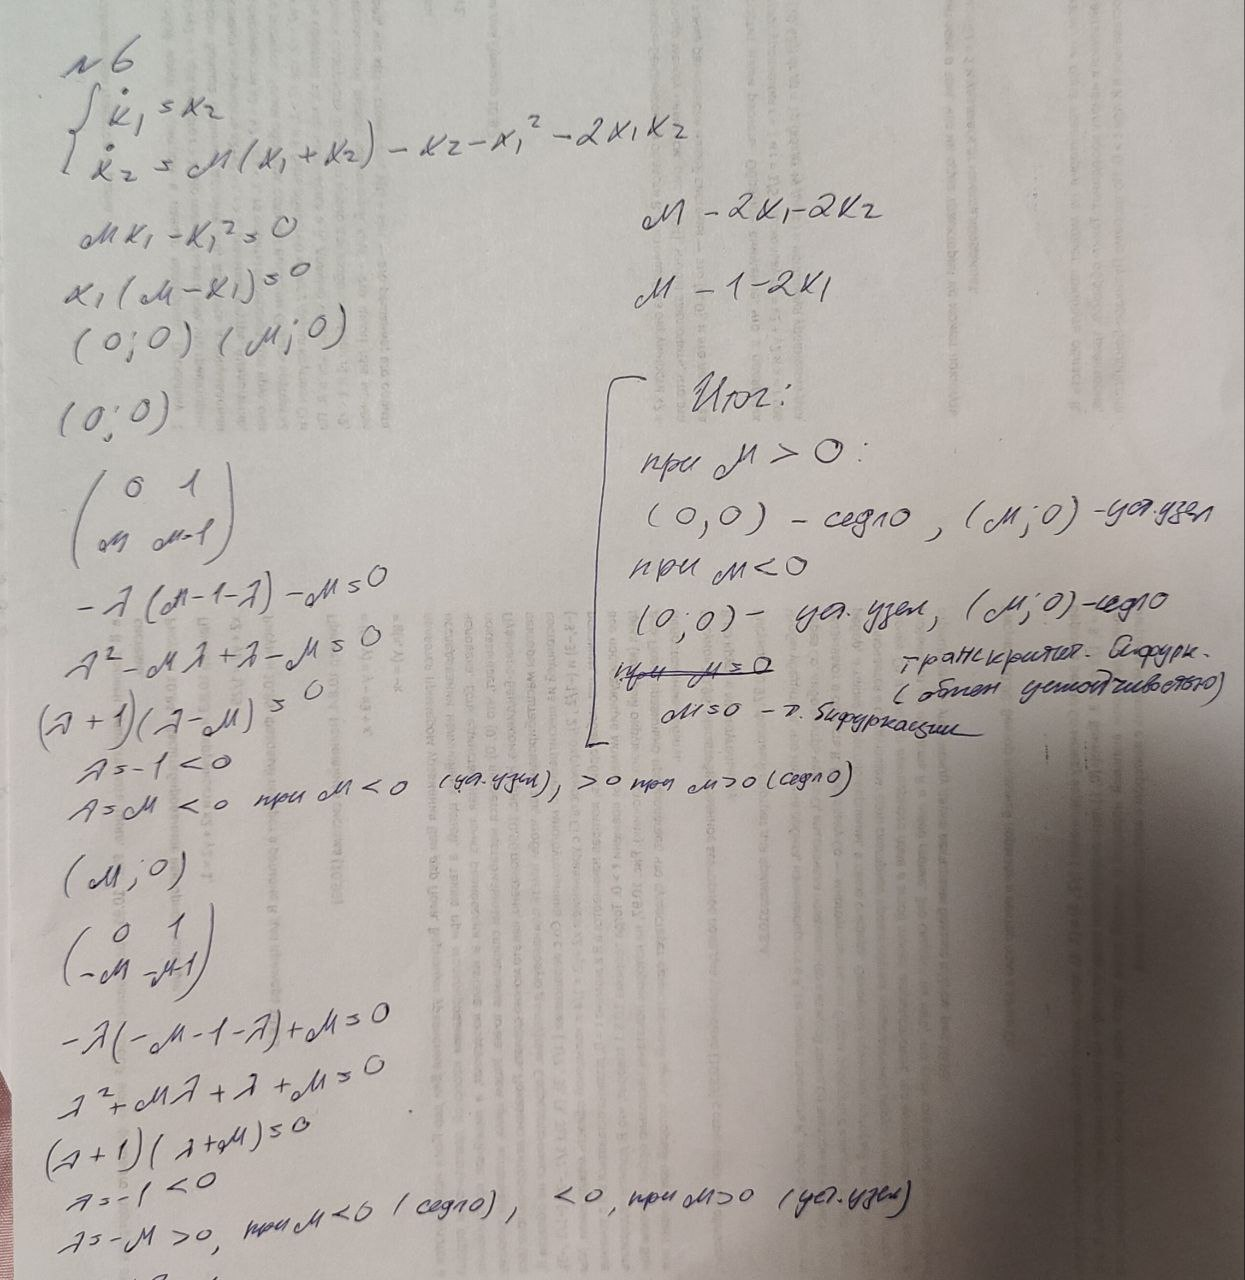 №6
{ ẋ₁ = x₂
ẋ₂ = μ(x₁ + x₂) - x₂ - x₁² - 2x₁x₂
μx₁ - x₁² = 0
x₁(μ - x₁) = 0
(0; 0) (μ; 0)
(0; 0)
( 0 1
μ μ-1 )
-λ(μ-1-λ) - μ = 0
λ² - μλ + λ - μ = 0
(λ+1)(λ-μ) = 0
λ = -1 < 0
λ = μ < 0 при μ < 0 (уст. узел), > 0 при μ > 0 (седло)
(μ; 0)
( 0 1
-μ -μ-1 )
-λ(-μ-1-λ) + μ = 0
λ² + μλ + λ + μ = 0
(λ+1)(λ+μ) = 0
λ = -1 < 0
λ = -μ > 0, при μ < 0 (седло), < 0, при μ > 0 (уст. узел)
μ - 2x₁ - 2x₂
μ - 1 - 2x₁
Итог:
при μ > 0:
(0, 0) - седло, (μ; 0) - уст. узел
при μ < 0
(0; 0) - уст. узел, (μ; 0) - седло
при μ = 0
транскритит. бифурк.
(обмен устойчивостью)
μ = 0 - т. бифуркации